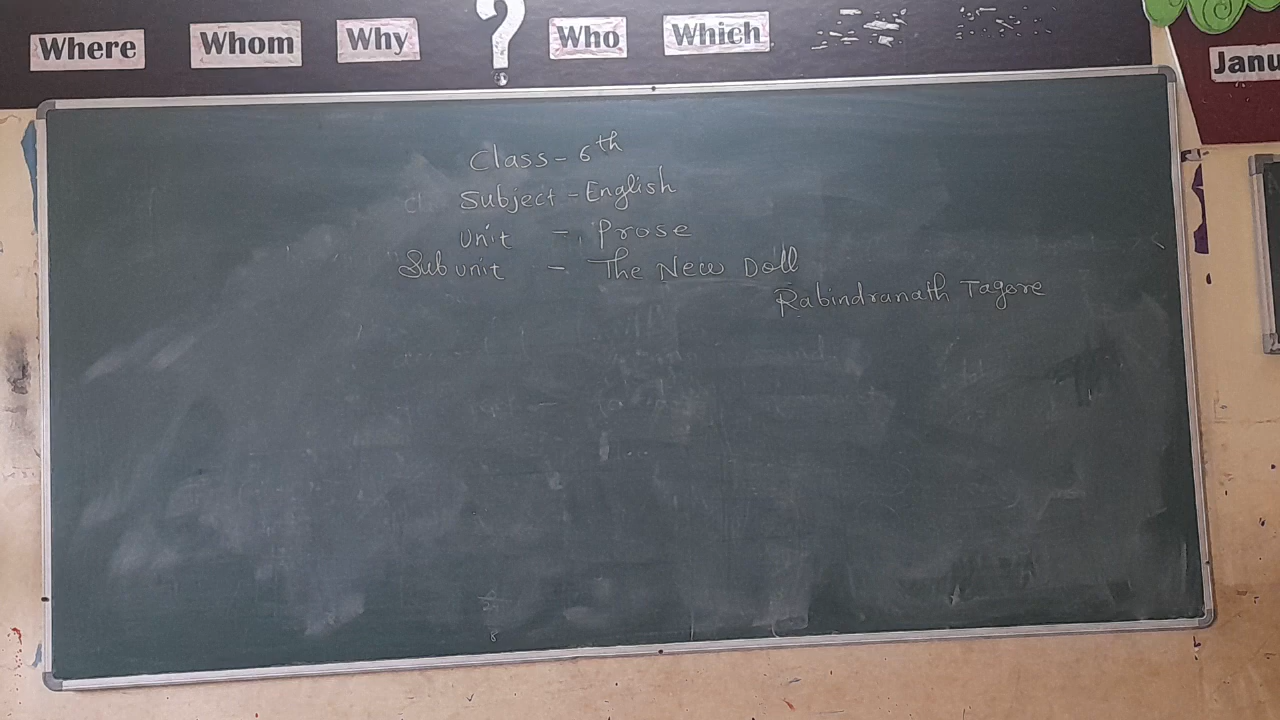 Where Whom Why ? Who Which
Janu
Class - 6th
Subject - English
Unit - Prose
Sub unit - The New Doll
Rabindranath Tagore